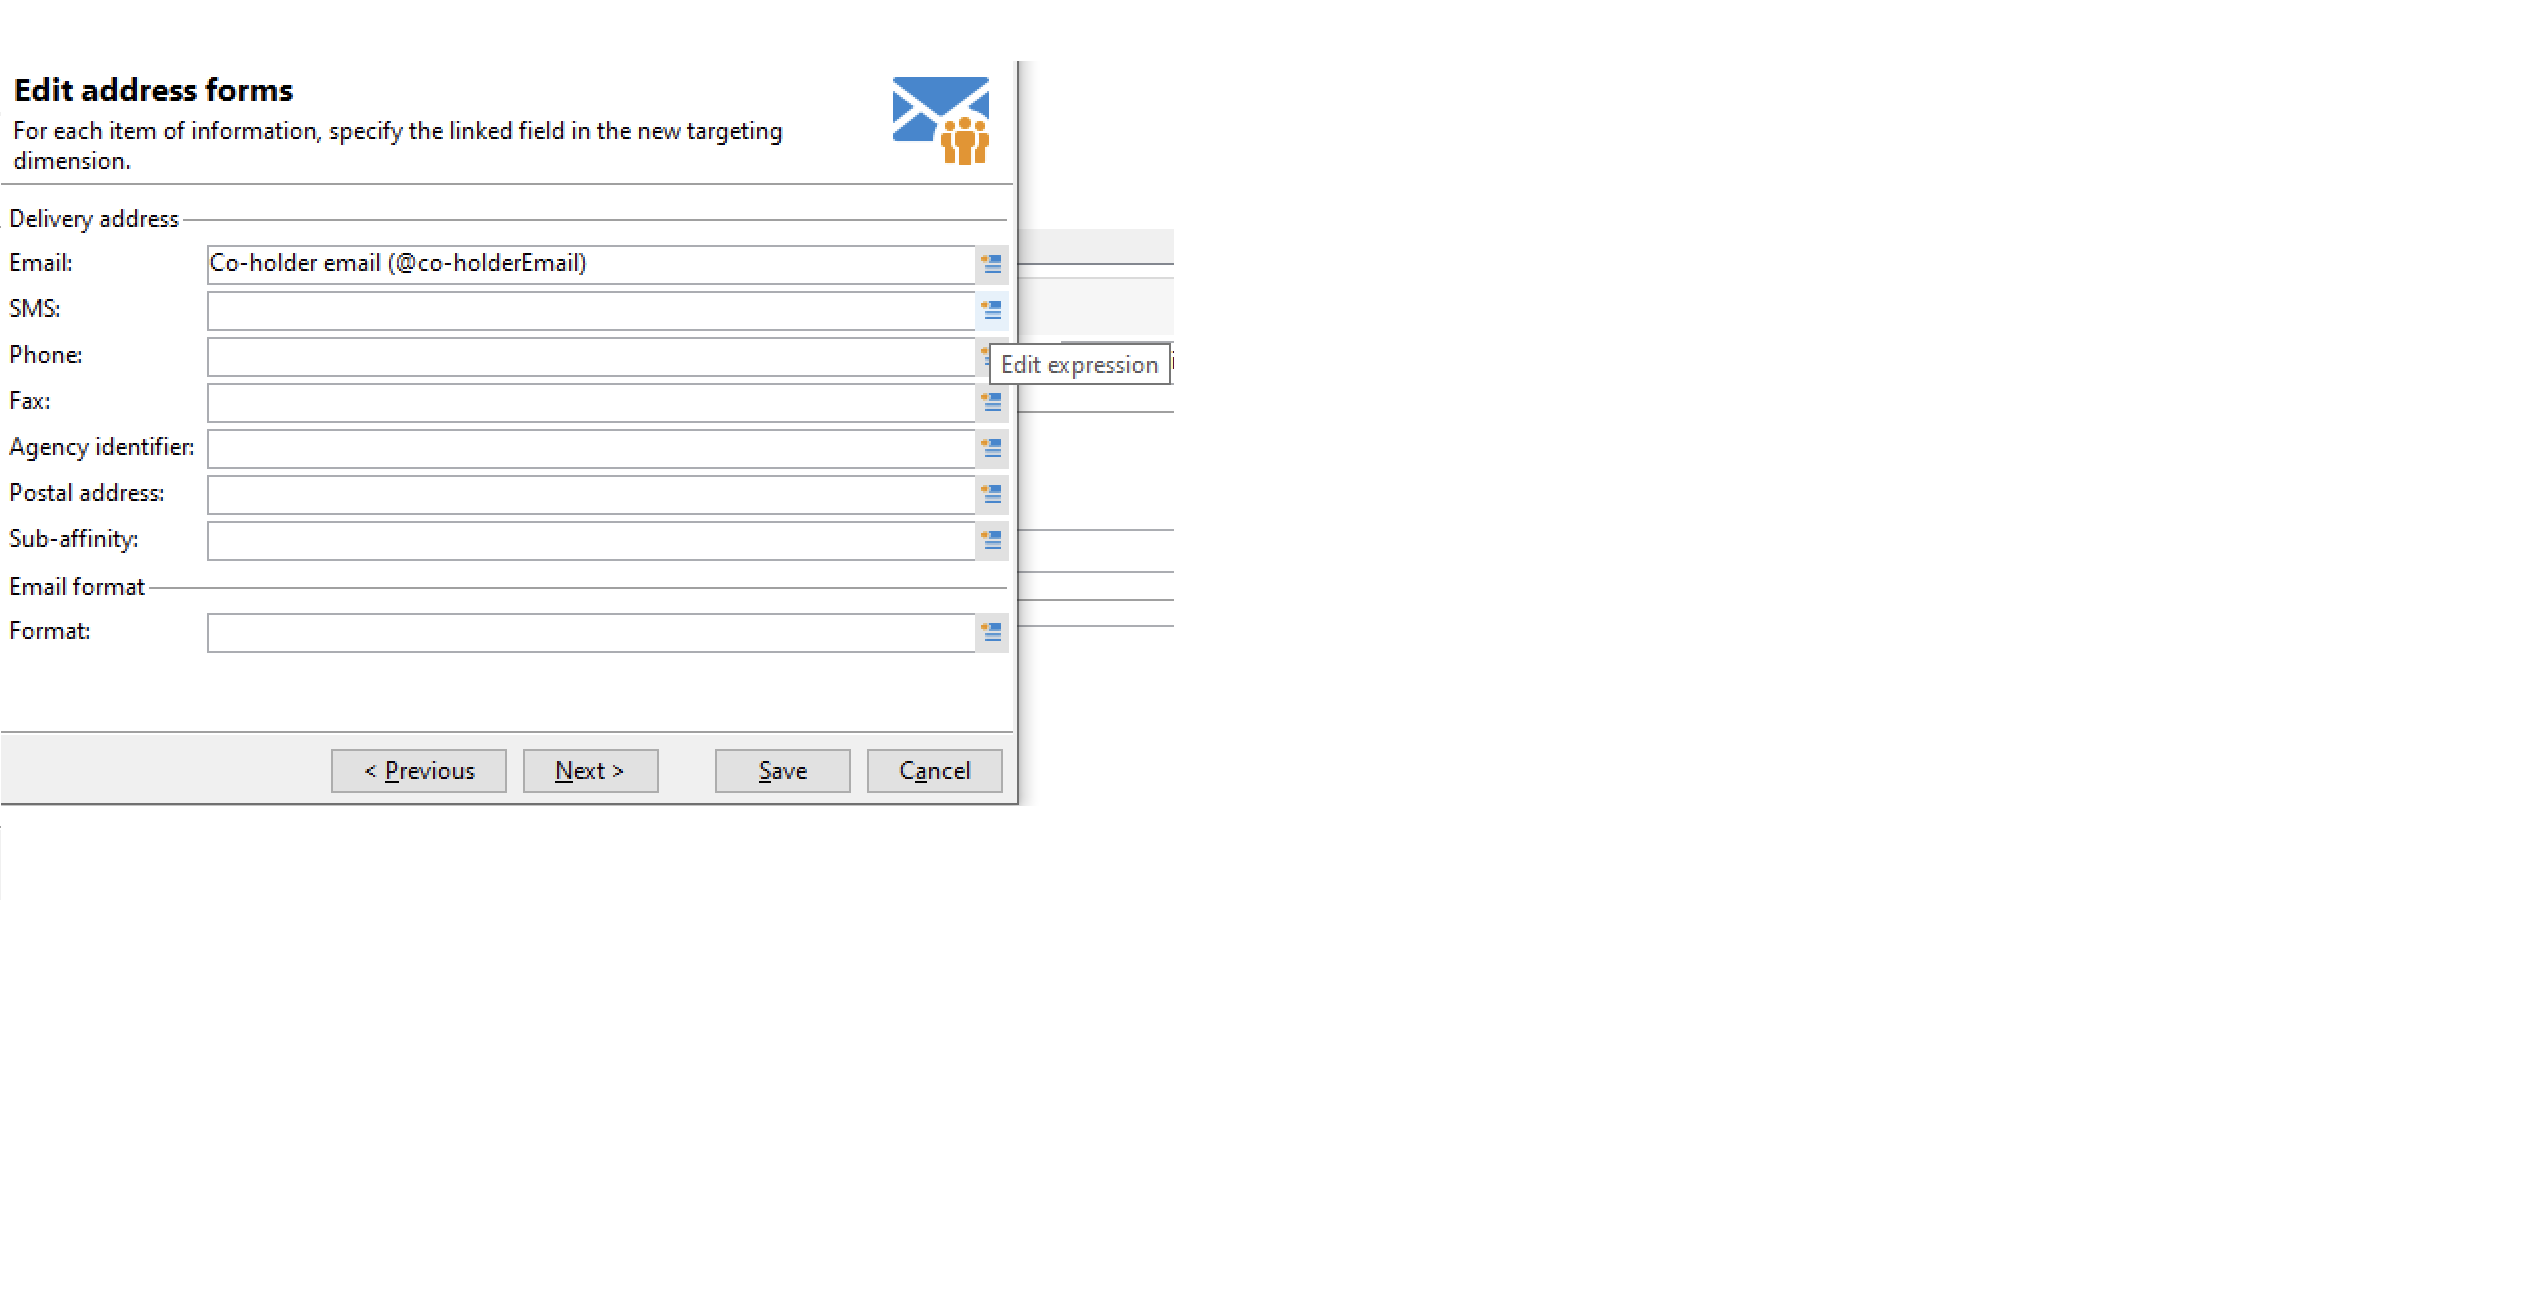 Edit address forms
For each item of information, specify the linked field in the new targeting
dimension.
Delivery address
Email:
Co-holder email (@co-holderEmail)
SMS:
Phone:
Edit expression
Fax:
Agency identifier:
Postal address:
Sub-affinity:
Email format
Format:
< Previous
Next >
Save
Cancel